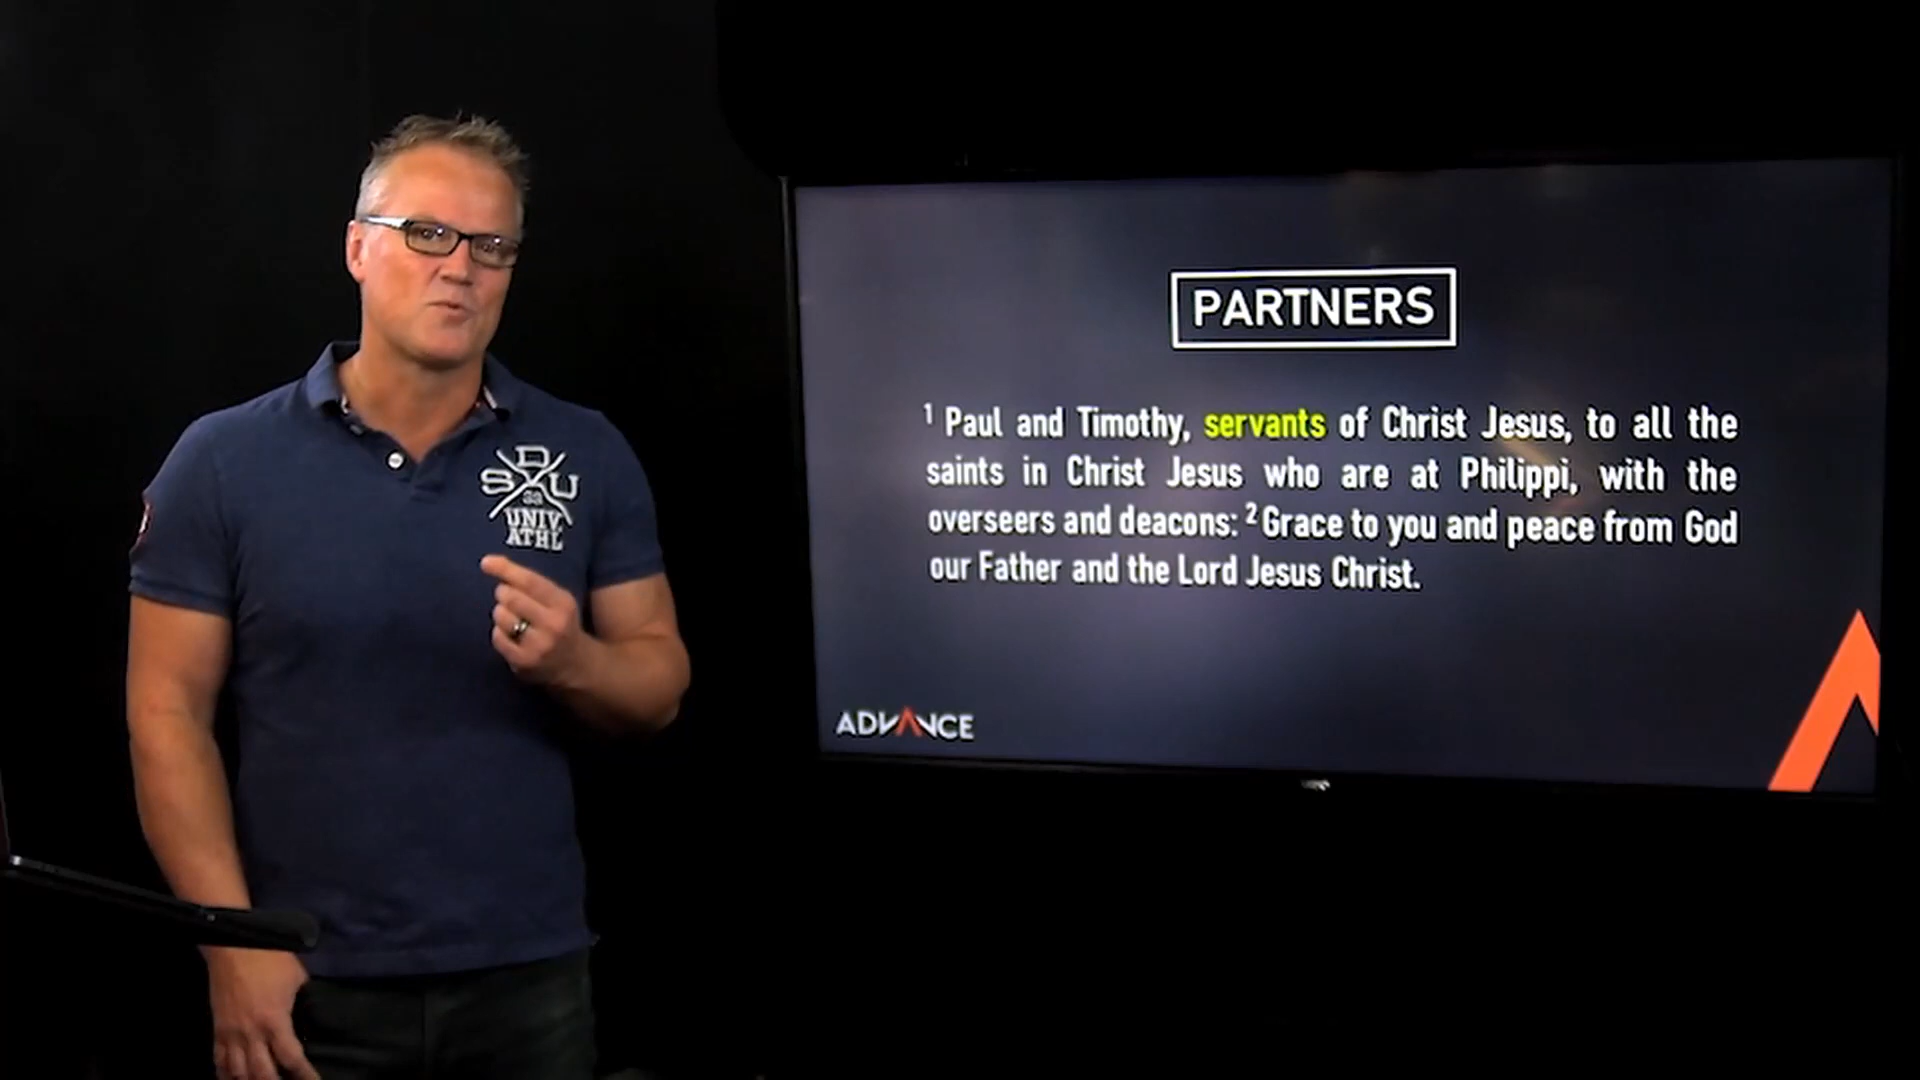 D
S U
UNIV.
ATHL
PARTNERS
1 Paul and Timothy, servants of Christ Jesus, to all the
saints in Christ Jesus who are at Philippi, with the
overseers and deacons: 2 Grace to you and peace from God
our Father and the Lord Jesus Christ.
ADVANCE